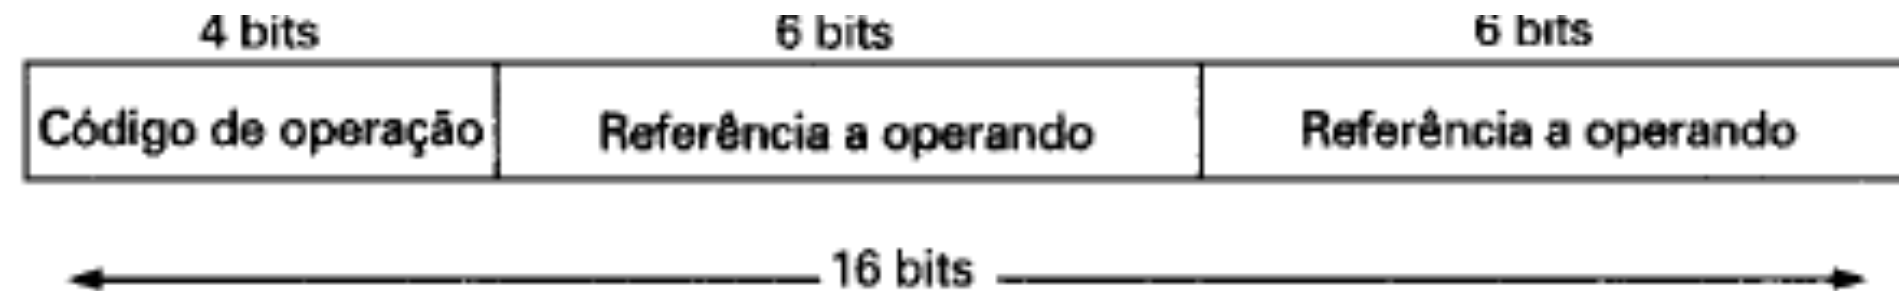 4 bits 6 bits 6 bits
Código de operação Referência a operando Referência a operando
16 bits